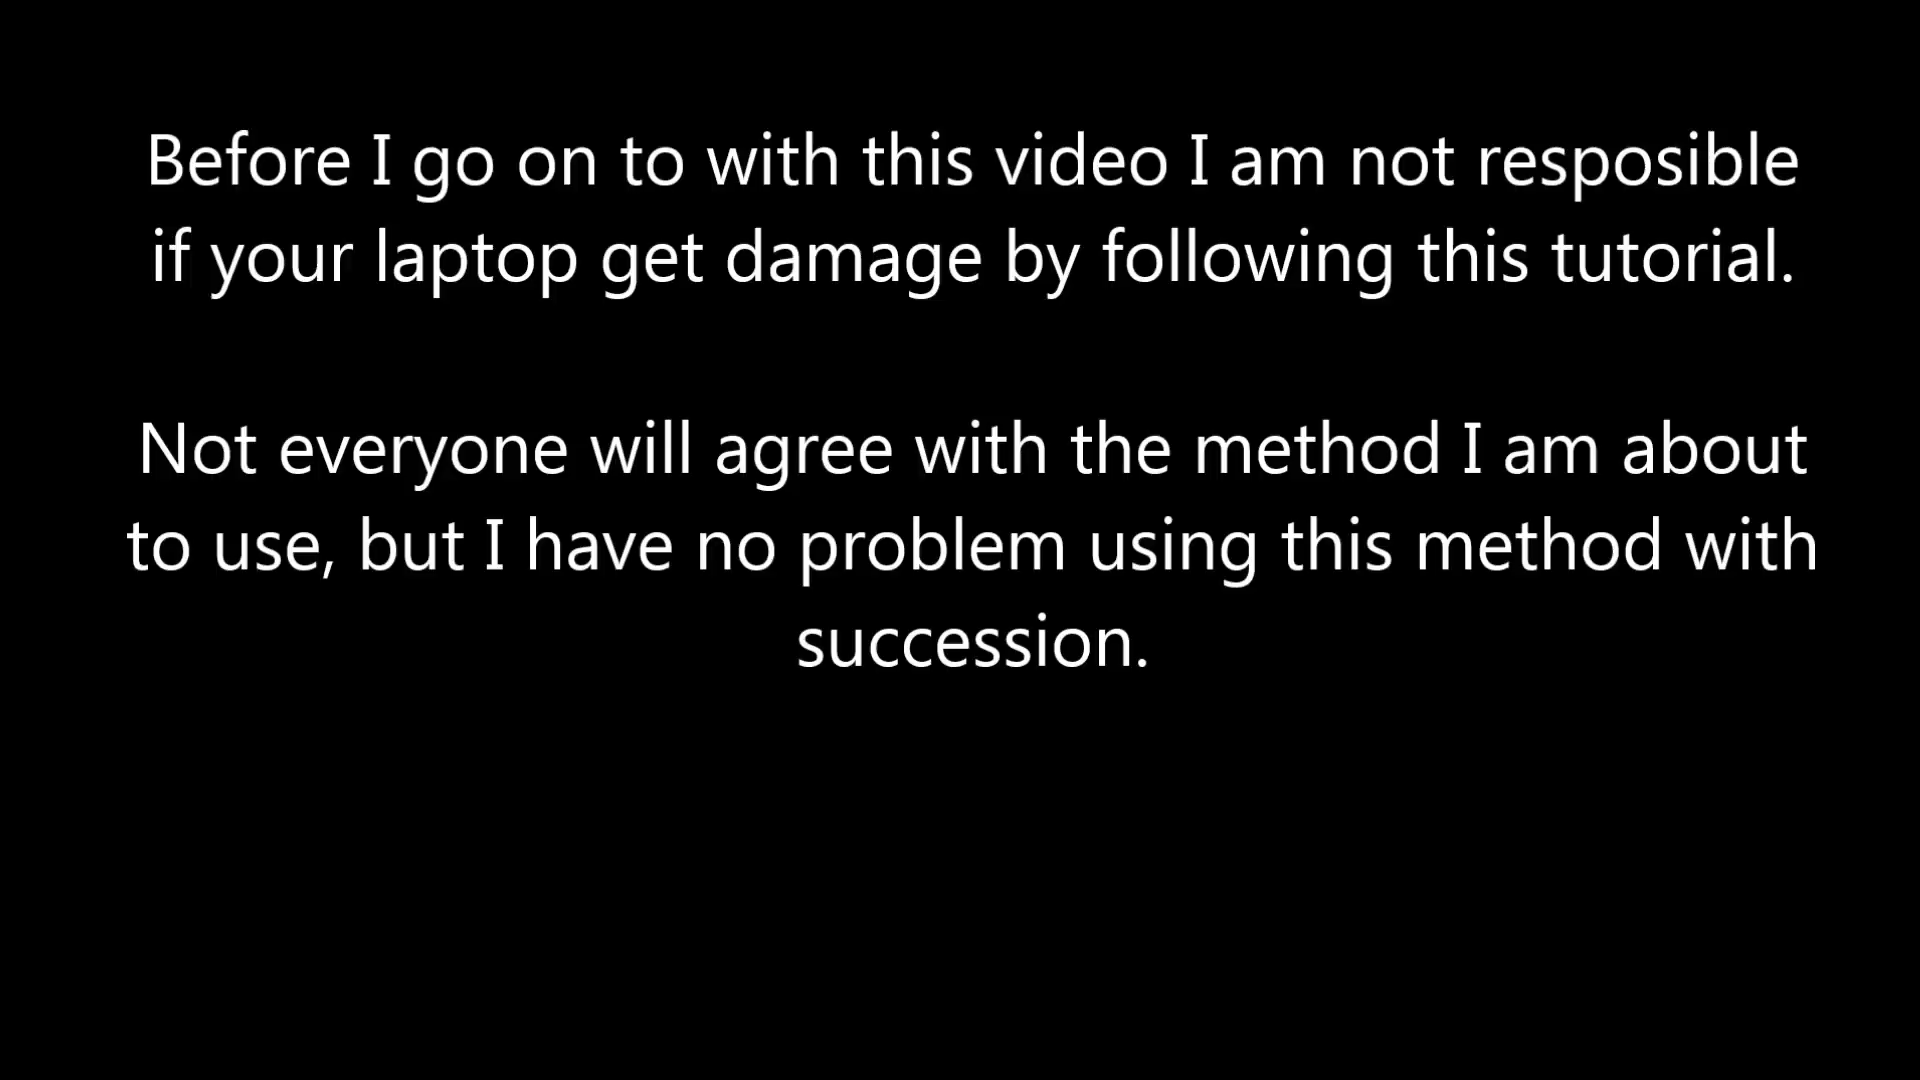 Before I go on to with this video I am not resposible
if your laptop get damage by following this tutorial.
Not everyone will agree with the method I am about
to use, but I have no problem using this method with
succession.